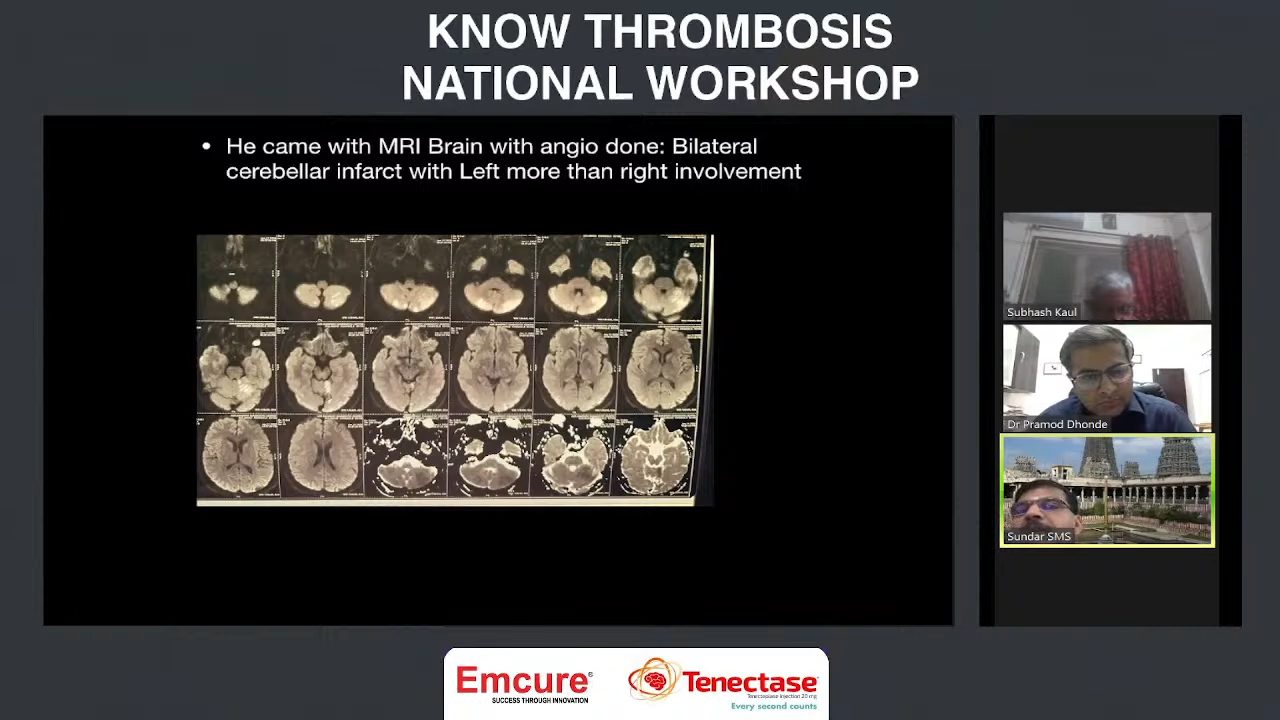 KNOW THROMBOSIS
NATIONAL WORKSHOP
• He came with MRI Brain with angio done: Bilateral
cerebellar infarct with Left more than right involvement
Subhash Kaul
Dr Pramod Dhonde
Sundar SMS
Emcure®
SUCCESS THROUGH INNOVATION
Tenectase
Tenecteplase Injection 20 mg
Every second counts